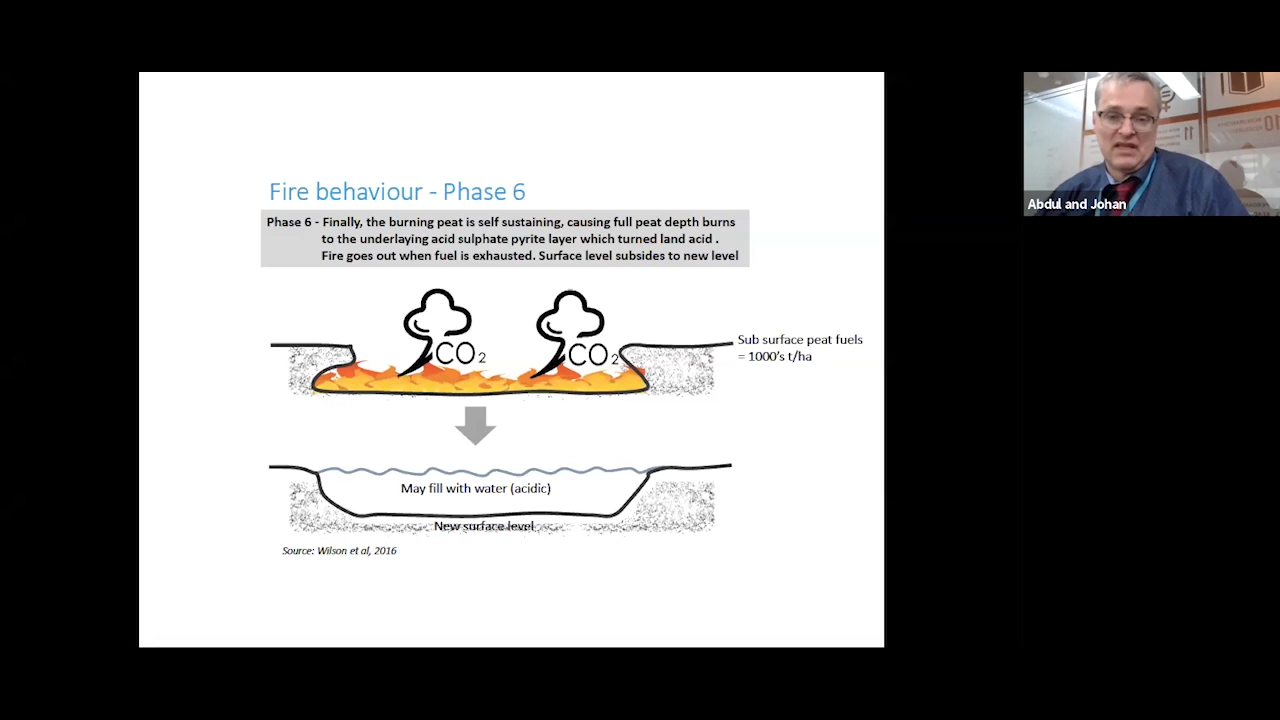 Fire behaviour - Phase 6
Phase 6 - Finally, the burning peat is self sustaining, causing full peat depth burns
to the underlaying acid sulphate pyrite layer which turned land acid .
Fire goes out when fuel is exhausted. Surface level subsides to new level
CO2
CO2
Sub surface peat fuels
= 1000's t/ha
May fill with water (acidic)
New surface level
Source: Wilson et al, 2016
11
10
Abdul and Johan